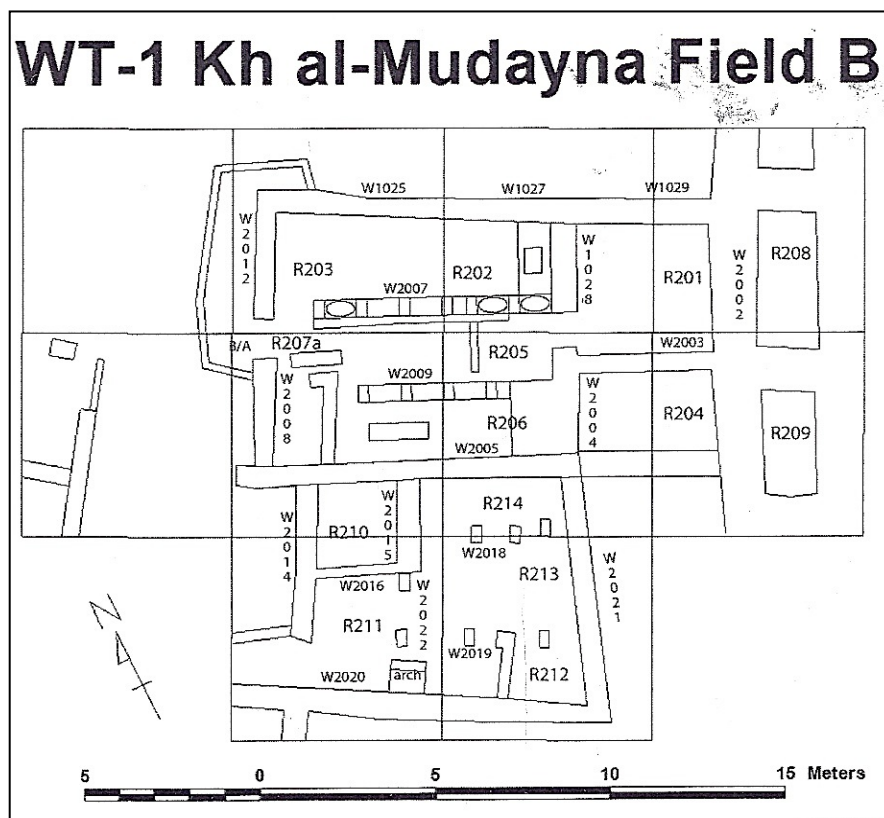 WT-1 Kh al-Mudayna Field B
W1025 W1027 W1029
W2012
R203
R202
W1028
R201
W2002
R208
W2007
B/A
R207a
R205
W2003
W2008
W2009
R206
W2004
R204
R209
W2005
W2014
R210
W2015
R214
W2018
R213
W2021
W2016
R211
W2022
W2019
W2020
arch
R212
N
5 0 5 10 15 Meters